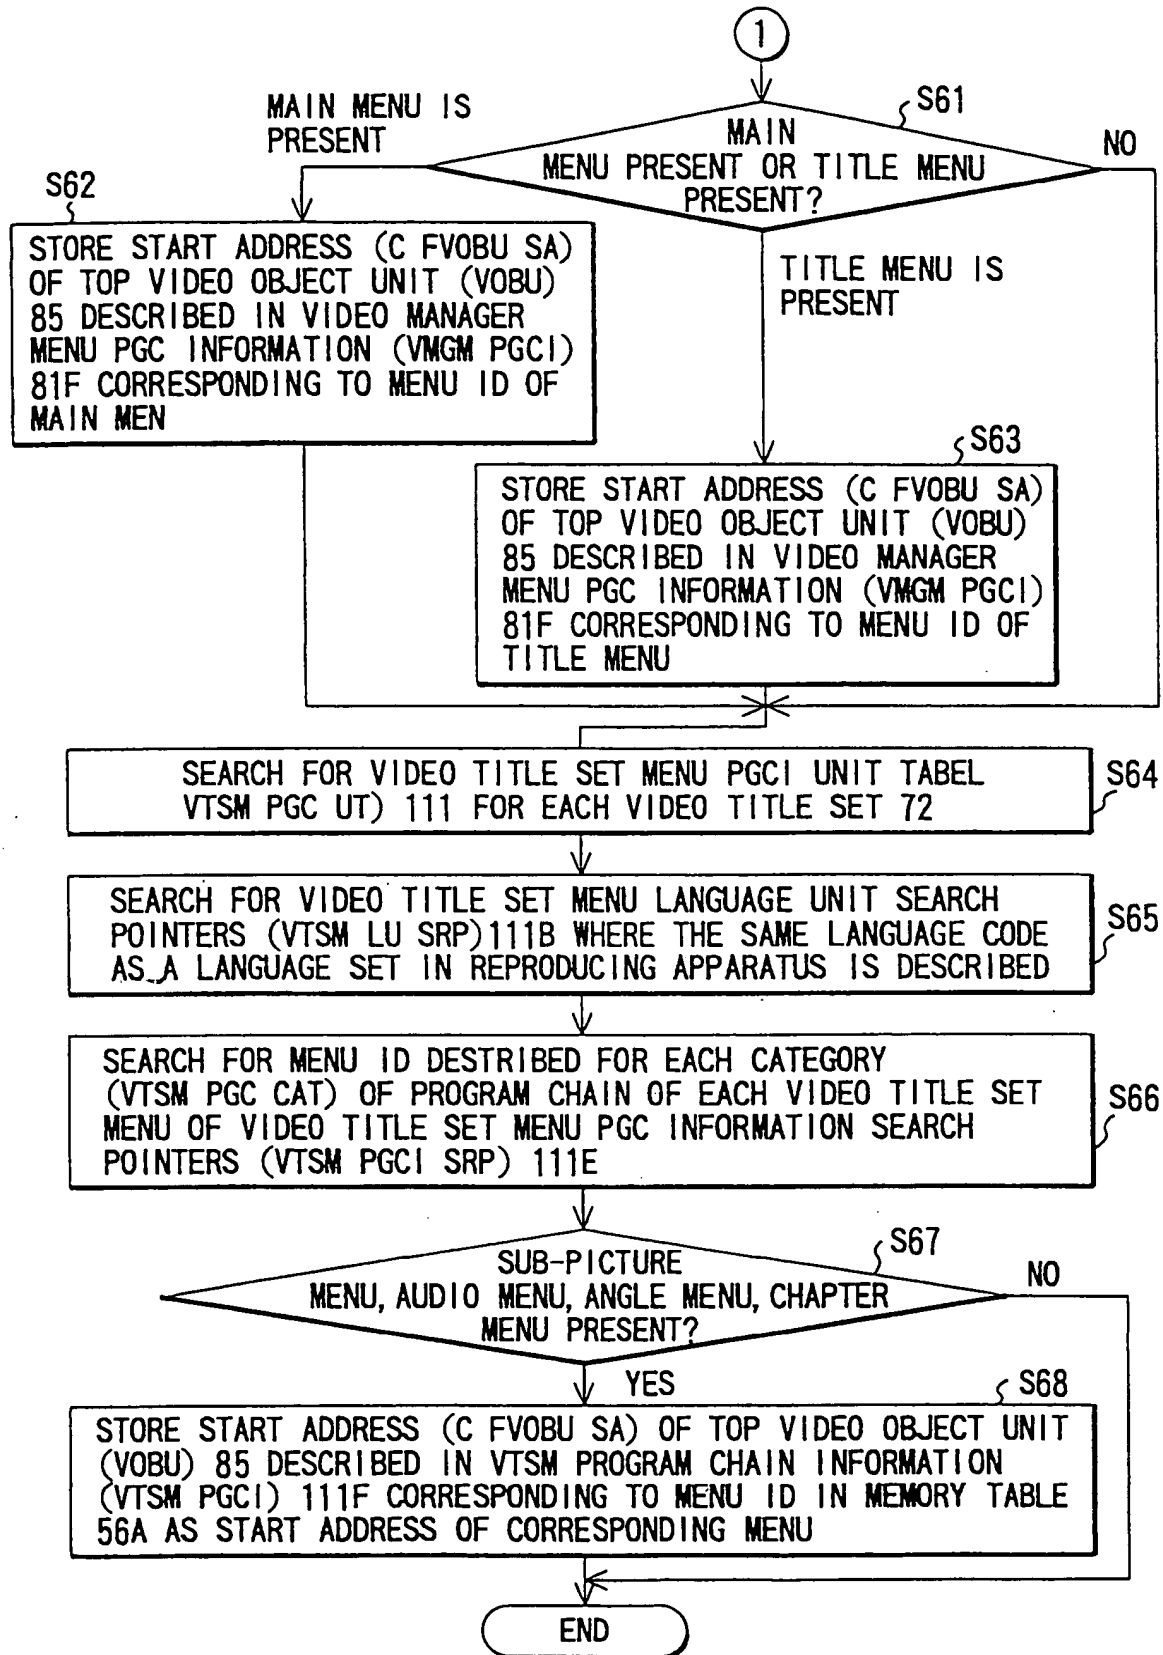 1
S61
MAIN MENU IS
PRESENT
MAIN
MENU PRESENT OR TITLE MENU
PRESENT?
NO
S62
STORE START ADDRESS (C FVOBU SA)
OF TOP VIDEO OBJECT UNIT (VOBU)
85 DESCRIBED IN VIDEO MANAGER
MENU PGC INFORMATION (VMGM PGCI)
81F CORRESPONDING TO MENU ID OF
MAIN MEN
TITLE MENU IS
PRESENT
S63
STORE START ADDRESS (C FVOBU SA)
OF TOP VIDEO OBJECT UNIT (VOBU)
85 DESCRIBED IN VIDEO MANAGER
MENU PGC INFORMATION (VMGM PGCI)
81F CORRESPONDING TO MENU ID OF
TITLE MENU
SEARCH FOR VIDEO TITLE SET MENU PGCI UNIT TABEL
VTSM PGC UT) 111 FOR EACH VIDEO TITLE SET 72
S64
SEARCH FOR VIDEO TITLE SET MENU LANGUAGE UNIT SEARCH
POINTERS (VTSM LU SRP)111B WHERE THE SAME LANGUAGE CODE
AS A LANGUAGE SET IN REPRODUCING APPARATUS IS DESCRIBED
S65
SEARCH FOR MENU ID DESTRIBED FOR EACH CATEGORY
(VTSM PGC CAT) OF PROGRAM CHAIN OF EACH VIDEO TITLE SET
MENU OF VIDEO TITLE SET MENU PGC INFORMATION SEARCH
POINTERS (VTSM PGCI SRP) 111E
S66
S67
SUB-PICTURE
MENU, AUDIO MENU, ANGLE MENU, CHAPTER
MENU PRESENT?
NO
YES
S68
STORE START ADDRESS (C FVOBU SA) OF TOP VIDEO OBJECT UNIT
(VOBU) 85 DESCRIBED IN VTSM PROGRAM CHAIN INFORMATION
(VTSM PGCI) 111F CORRESPONDING TO MENU ID IN MEMORY TABLE
56A AS START ADDRESS OF CORRESPONDING MENU
END